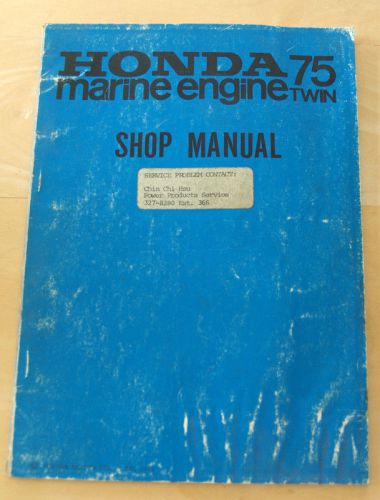 HONDA 75
marine engine TWIN
SHOP MANUAL
SERVICE PROBLEM CONTACT:
Chin Chi Hsu
Power Products Service
327-8280 Ext. 366